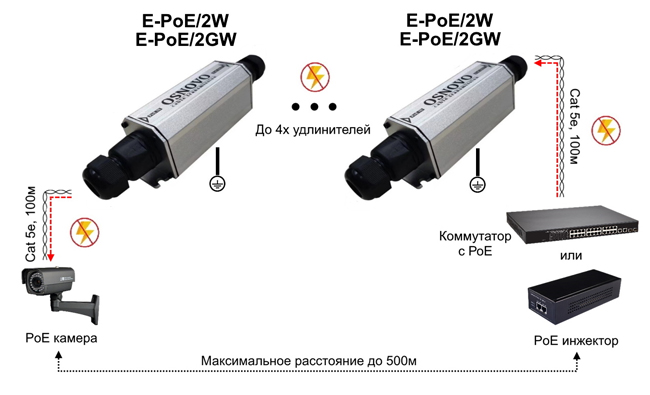 E-PoE/2W
E-PoE/2GW
E-PoE/2W
E-PoE/2GW
OSNOVO
OSNOVO
До 4х удлинителей
Cat 5e, 100м
Cat 5e, 100м
Коммутатор
с PoE
или
PoE камера
PoE инжектор
Максимальное расстояние до 500м